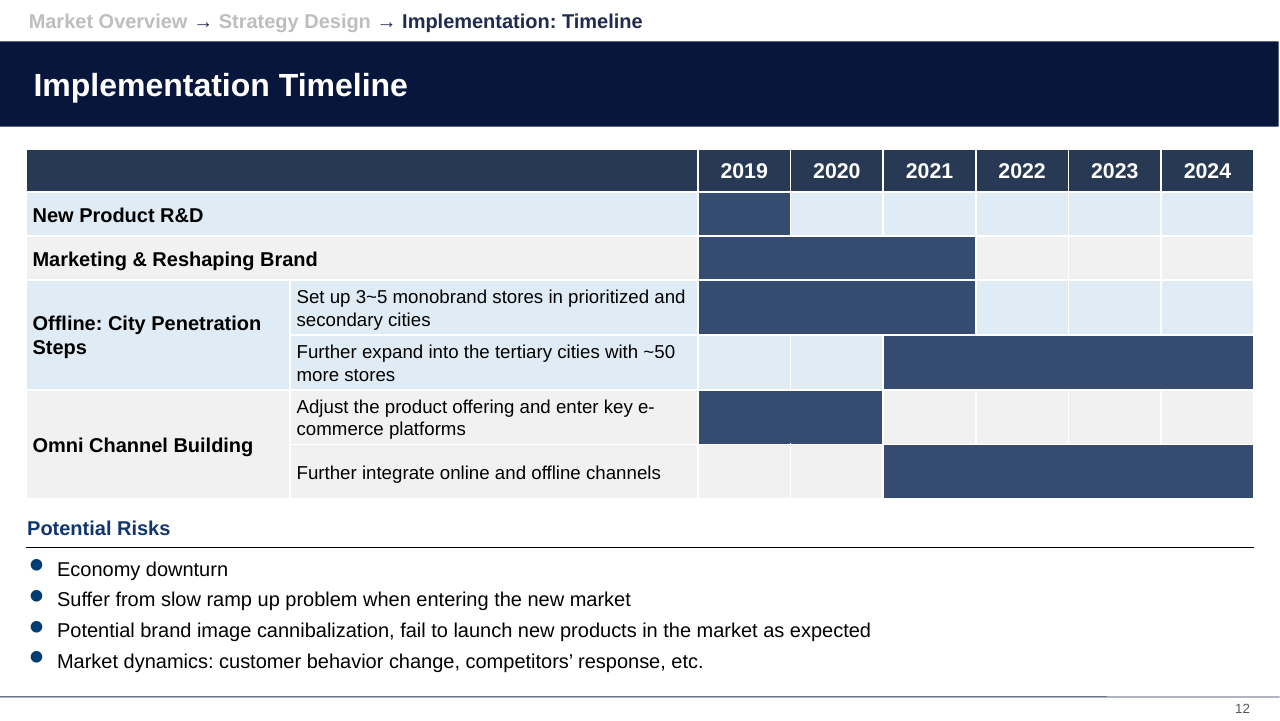 Market Overview → Strategy Design → Implementation: Timeline
Implementation Timeline
2019 2020 2021 2022 2023 2024
New Product R&D
Marketing & Reshaping Brand
Offline: City Penetration
Steps
Set up 3~5 monobrand stores in prioritized and
secondary cities
Further expand into the tertiary cities with ~50
more stores
Omni Channel Building
Adjust the product offering and enter key e-
commerce platforms
Further integrate online and offline channels
Potential Risks
Economy downturn
Suffer from slow ramp up problem when entering the new market
Potential brand image cannibalization, fail to launch new products in the market as expected
Market dynamics: customer behavior change, competitors’ response, etc.
12